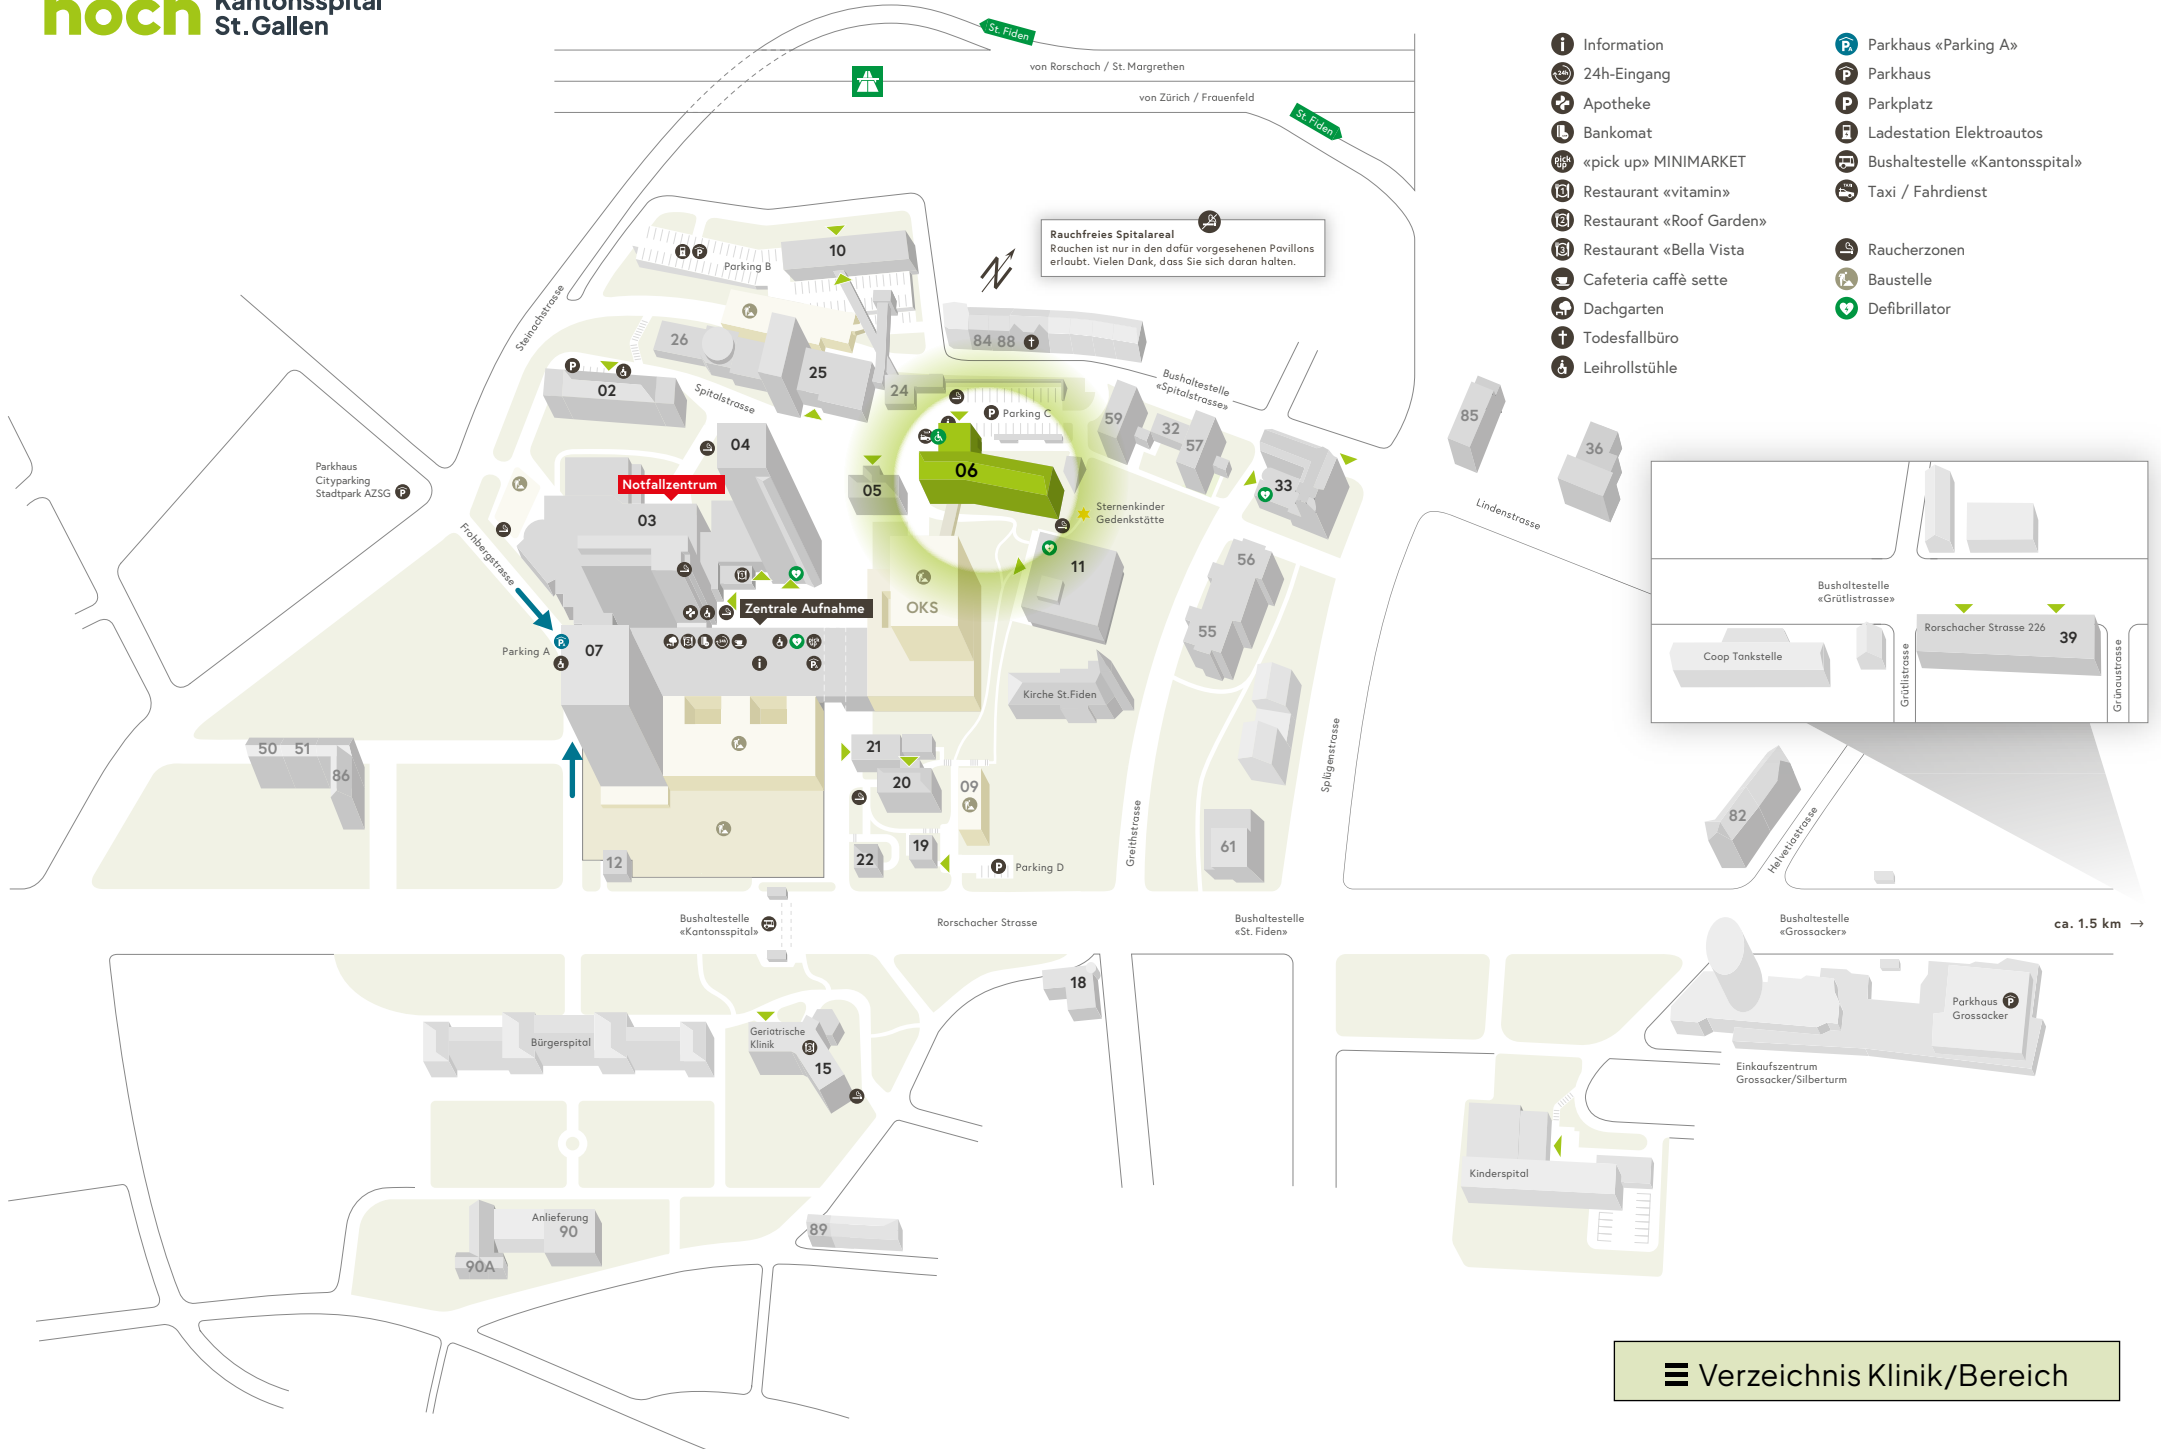 noch Kantonsspital
St.Gallen
St. Fiden
von Rorschach / St. Margrethen
von Zürich / Frauenfeld
St. Fiden
Information
24h-Eingang
Apotheke
Bankomat
«pick up» MINIMARKET
Restaurant «vitamin»
Restaurant «Roof Garden»
Restaurant «Bella Vista
Cafeteria caffè sette
Dachgarten
Todesfallbüro
Leihrollstühle
Parkhaus «Parking A»
Parkhaus
Parkplatz
Ladestation Elektroautos
Bushaltestelle «Kantonsspital»
Taxi / Fahrdienst
Raucherzonen
Baustelle
Defibrillator
Rauchfreies Spitalareal
Rauchen ist nur in den dafür vorgesehenen Pavillons
erlaubt. Vielen Dank, dass Sie sich daran halten.
N
10
Parking B
Steinachstrasse
26
84 88
25
02
Spitalstrasse
24
Bushaltestelle
«Spitalstrasse»
Parking C
59
32
57
85
36
04
06
05
33
Parkhaus
Cityparking
Stadtpark AZSG
Notfallzentrum
03
Sternenkinder
Gedenkstätte
Lindenstrasse
Frohbergstrasse
11
56
OKS
Zentrale Aufnahme
55
Parking A
07
Kirche St.Fiden
Bushaltestelle
«Grütlistrasse»
Rorschacher Strasse 226
39
Coop Tankstelle
Grütlistrasse
Grünaustrasse
50 51
86
21
20
09
Splügenstrasse
Greithstrasse
82
Helvetiastrasse
61
12
22
19
Parking D
Bushaltestelle
«Kantonsspital»
Rorschacher Strasse
Bushaltestelle
«St. Fiden»
Bushaltestelle
«Grossacker»
ca. 1.5 km →
18
Parkhaus
Grossacker
Bürgerspital
Geriatrische
Klinik
15
Einkaufszentrum
Grossacker/Silberturm
Kinderspital
Anlieferung
90
90A
89
Verzeichnis Klinik/Bereich